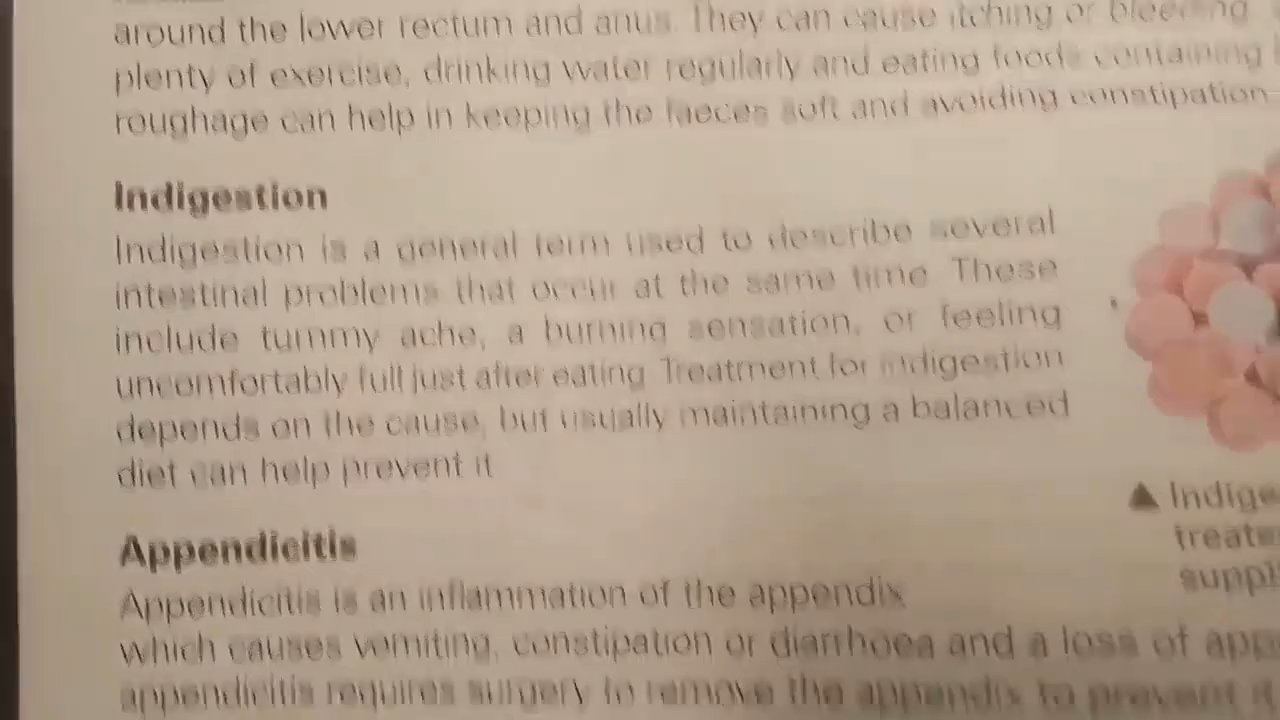 around the lower rectum and anus. They can cause itching or bleeding
plenty of exercise, drinking water regularly and eating foods containing
roughage can help in keeping the faeces soft and avoiding constipation
Indigestion
Indigestion is a general term used to describe several
intestinal problems that occur at the same time. These
include tummy ache, a burning sensation, or feeling
uncomfortably full just after eating. Treatment for indigestion
depends on the cause, but usually maintaining a balanced
diet can help prevent it
▲ Indige
treate
suppl
Appendicitis
Appendicitis is an inflammation of the appendix
which causes vomiting, constipation or diarrhoea and a loss of app
appendicitis requires surgery to remove the appendix to prevent it